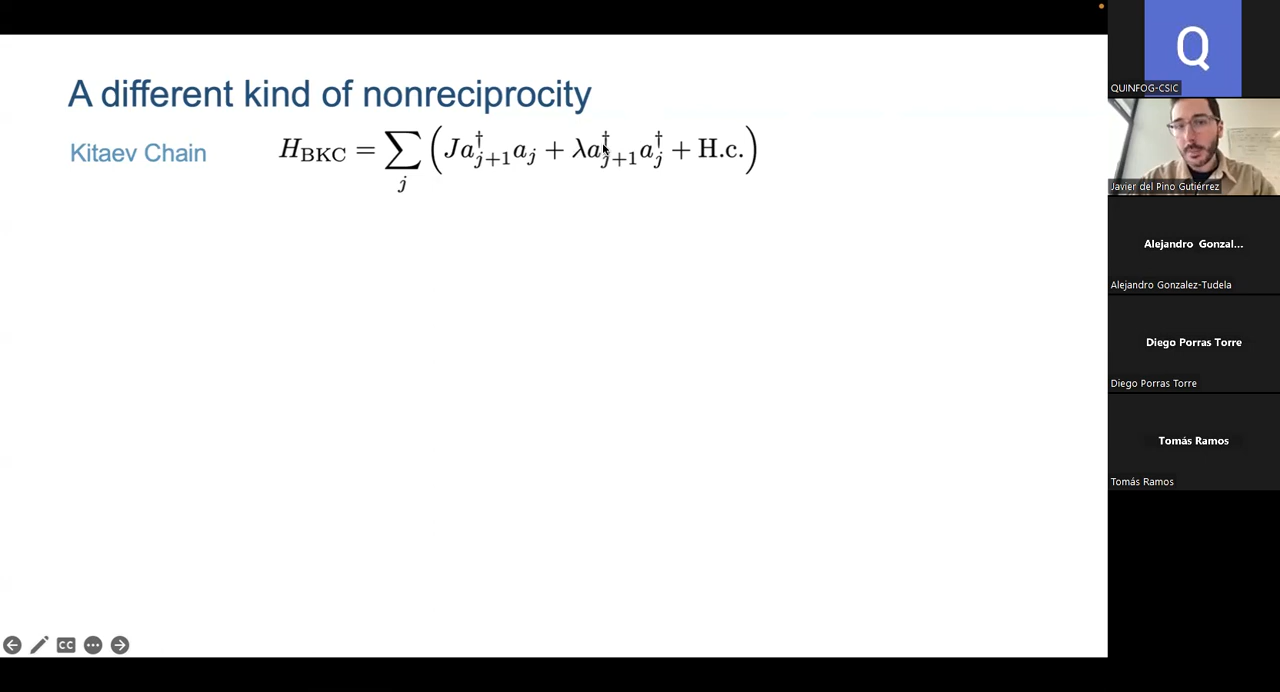 A different kind of nonreciprocity
Kitaev Chain
H_BKC = ∑_j (J a†_{j+1} a_j + λ a†_{j+1} a†_j + H.c.)
CC
Q
QUINFOG-CSIC
Javier del Pino Gutiérrez
Alejandro Gonzal...
Alejandro Gonzalez-Tudela
Diego Porras Torre
Diego Porras Torre
Tomás Ramos
Tomás Ramos